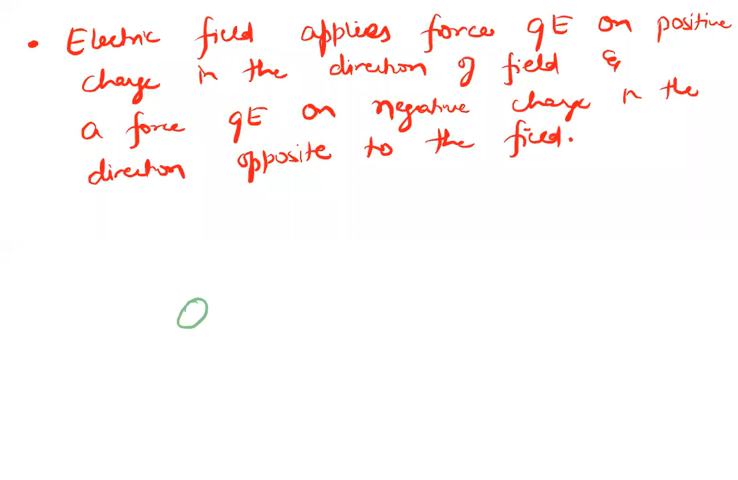 • Electric field applies force qE on positive
charge in the direction of field &
a force qE on negative charge in the
direction opposite to the field.